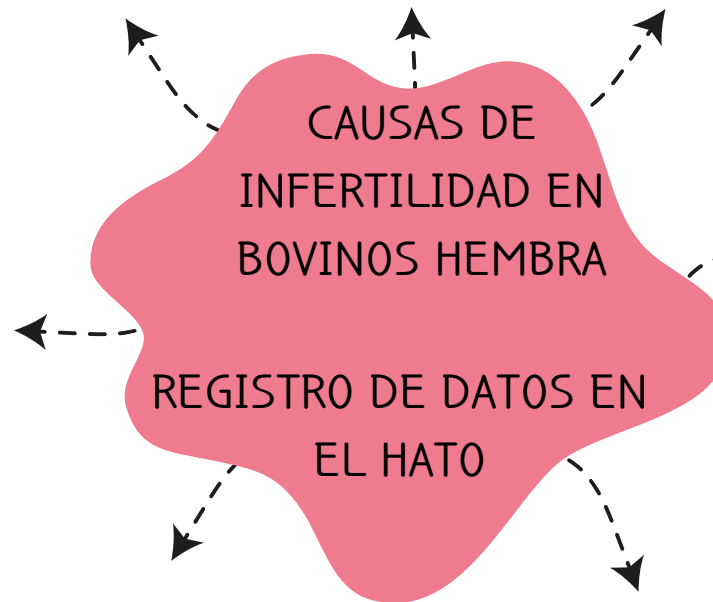 CAUSAS DE
INFERTILIDAD EN
BOVINOS HEMBRA
REGISTRO DE DATOS EN
EL HATO